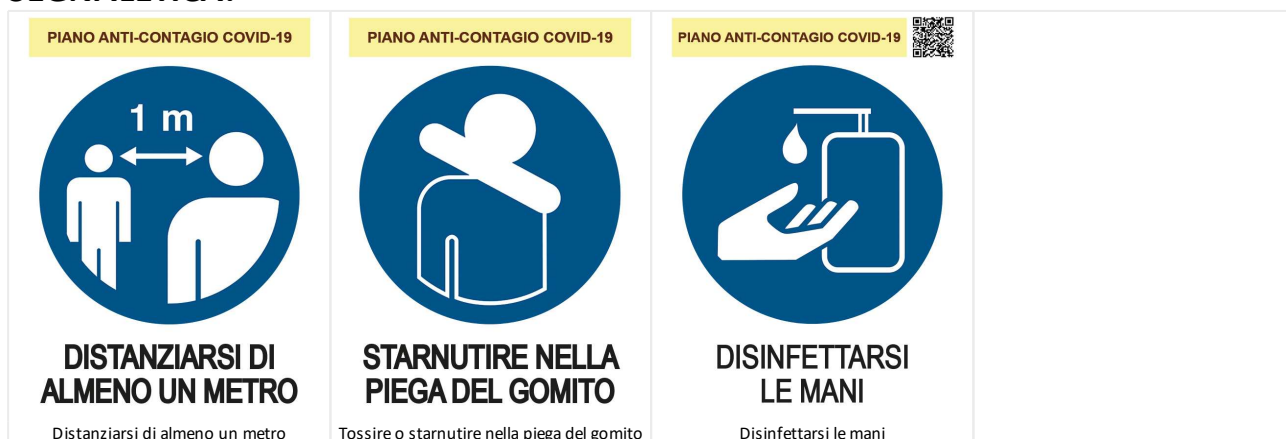 PIANO ANTI-CONTAGIO COVID-19
1 m
DISTANZIARSI DI
ALMENO UN METRO
Distanziarsi di almeno un metro
PIANO ANTI-CONTAGIO COVID-19
STARNUTIRE NELLA
PIEGA DEL GOMITO
Tossire o starnutire nella piega del gomito
PIANO ANTI-CONTAGIO COVID-19
DISINFETTARSI
LE MANI
Disinfettarsi le mani